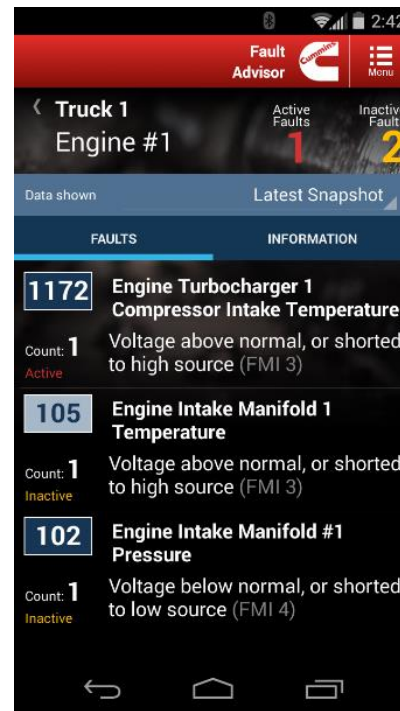 2:42
Fault
Advisor
Cummins
Menu
Truck 1
Engine #1
Active
Faults
1
Inactiv
Fault
2
Data shown
Latest Snapshot
FAULTS
INFORMATION
1172
Engine Turbocharger 1
Compressor Intake Temperature
Count: 1
Active
Voltage above normal, or shorted
to high source (FMI 3)
105
Engine Intake Manifold 1
Temperature
Count: 1
Inactive
Voltage above normal, or shorted
to high source (FMI 3)
102
Engine Intake Manifold #1
Pressure
Count: 1
Inactive
Voltage below normal, or shorted
to low source (FMI 4)